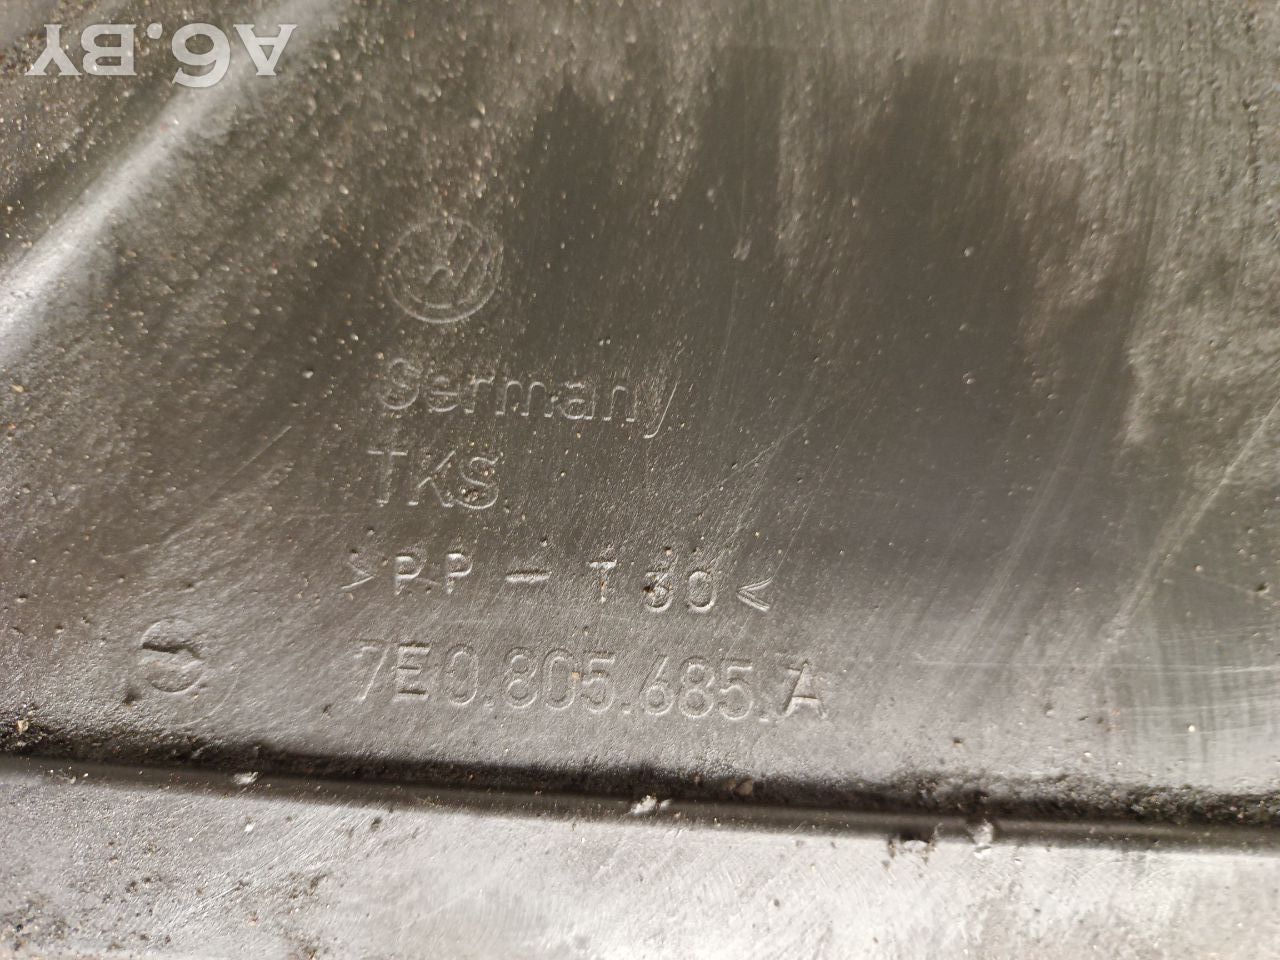 A6.BY
Germany
TKS
>PP-T30<
7E0.805.685.A